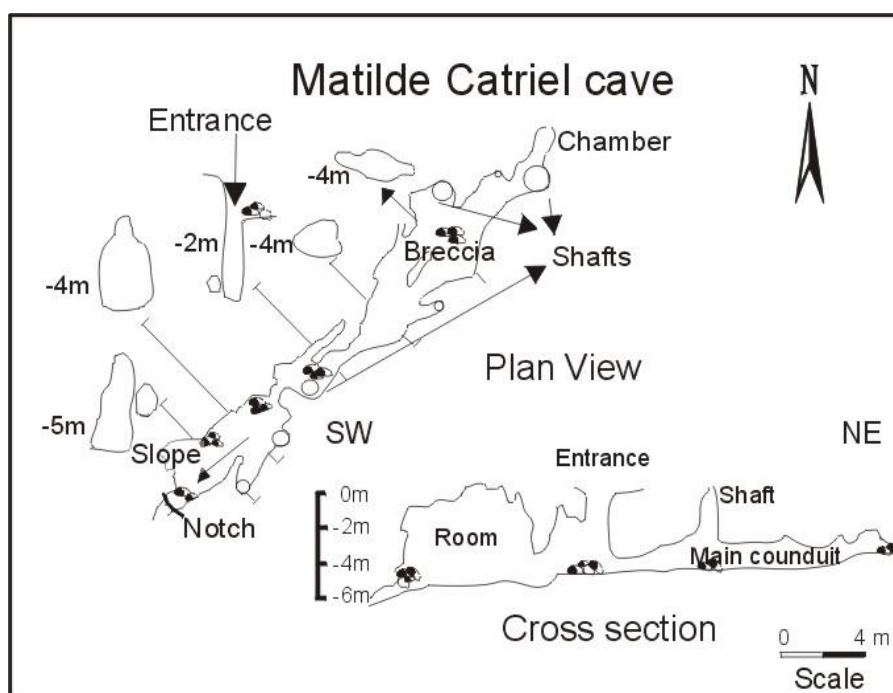 Matilde Catriel cave
N
Entrance
Chamber
-4m
-2m
-4m
Breccia
Shafts
-4m
Plan View
-5m
SW
NE
Slope
Entrance
0m
Shaft
Notch
-2m
Room
-4m
Main counduit
-6m
Cross section
0 4 m
Scale